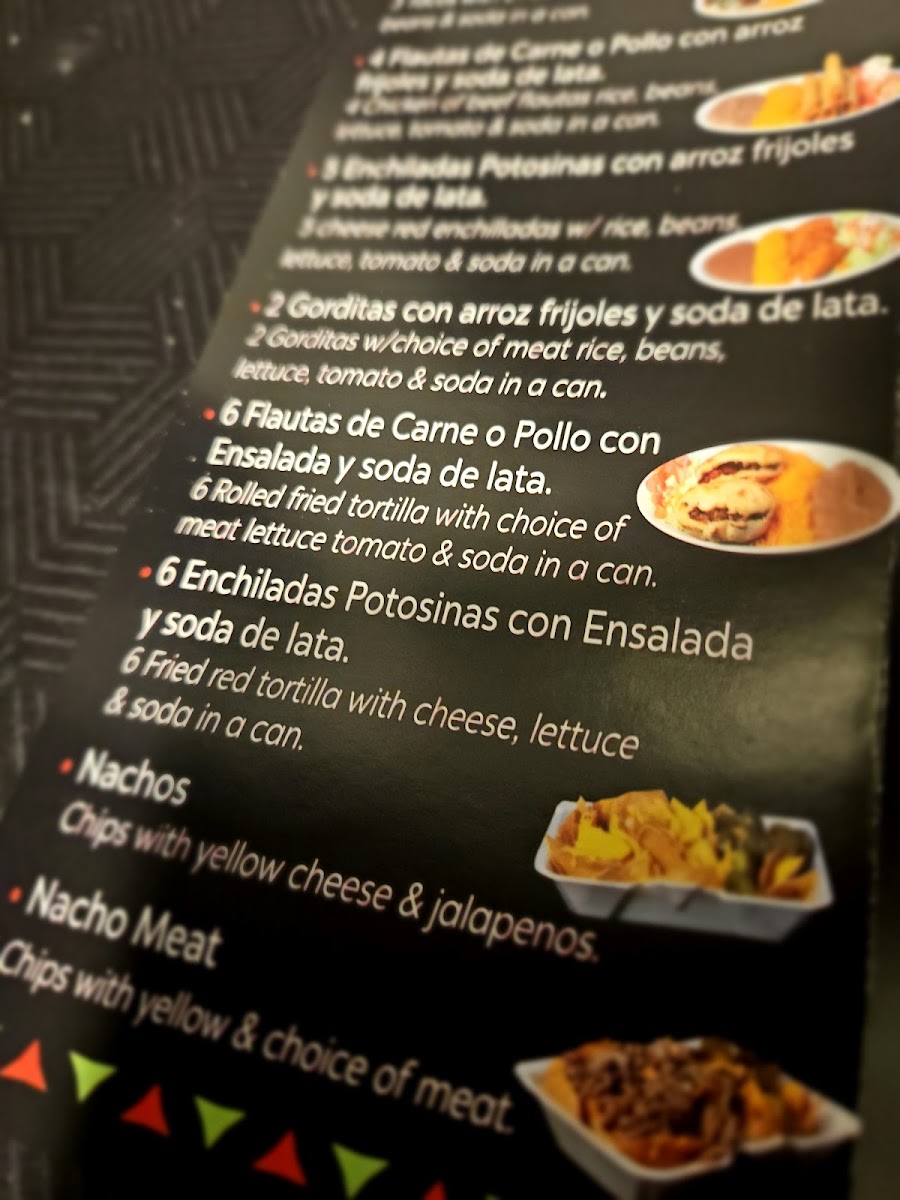 beans & soda in a can.
• 4 Flautas de Carne o Pollo con arroz
frijoles y soda de lata.
4 Chicken or beef flautas rice, beans,
lettuce, tomato & soda in a can.
• 5 Enchiladas Potosinas con arroz frijoles
y soda de lata.
5 cheese red enchilladas w/ rice, beans,
lettuce, tomato & soda in a can.
• 2 Gorditas con arroz frijoles y soda de lata.
2 Gorditas w/choice of meat rice, beans,
lettuce, tomato & soda in a can.
• 6 Flautas de Carne o Pollo con
Ensalada y soda de lata.
6 Rolled fried tortilla with choice of
meat lettuce tomato & soda in a can.
• 6 Enchiladas Potosinas con Ensalada
y soda de lata.
6 Fried red tortilla with cheese, lettuce
& soda in a can.
• Nachos
Chips with yellow cheese & jalapenos.
• Nacho Meat
Chips with yellow & choice of meat.